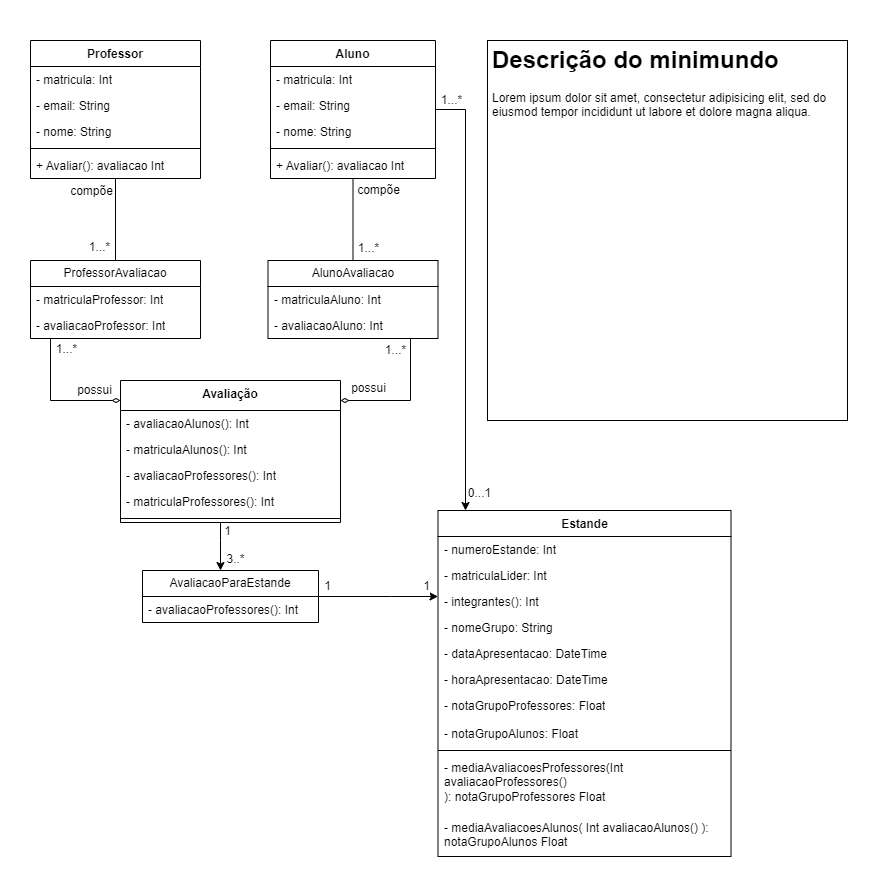 Professor
- matricula: Int
- email: String
- nome: String
+ Avaliar(): avaliacao Int
compõe
1...*
Aluno
- matricula: Int
- email: String
- nome: String
+ Avaliar(): avaliacao Int
compõe
1...*
1...*
Descrição do minimundo
Lorem ipsum dolor sit amet, consectetur adipisicing elit, sed do
eiusmod tempor incididunt ut labore et dolore magna aliqua.
ProfessorAvaliacao
- matriculaProfessor: Int
- avaliacaoProfessor: Int
1...*
possui
AlunoAvaliacao
- matriculaAluno: Int
- avaliacaoAluno: Int
1...*
possui
Avaliação
- avaliacaoAlunos(): Int
- matriculaAlunos(): Int
- avaliacaoProfessores(): Int
- matriculaProfessores(): Int
1
3..*
0...1
AvaliacaoParaEstande
- avaliacaoProfessores(): Int
1
1
Estande
- numeroEstande: Int
- matriculaLider: Int
- integrantes(): Int
- nomeGrupo: String
- dataApresentacao: DateTime
- horaApresentacao: DateTime
- notaGrupoProfessores: Float
- notaGrupoAlunos: Float
- mediaAvaliacoesProfessores(Int
avaliacaoProfessores()
): notaGrupoProfessores Float
- mediaAvaliacoesAlunos( Int avaliacaoAlunos() ):
notaGrupoAlunos Float